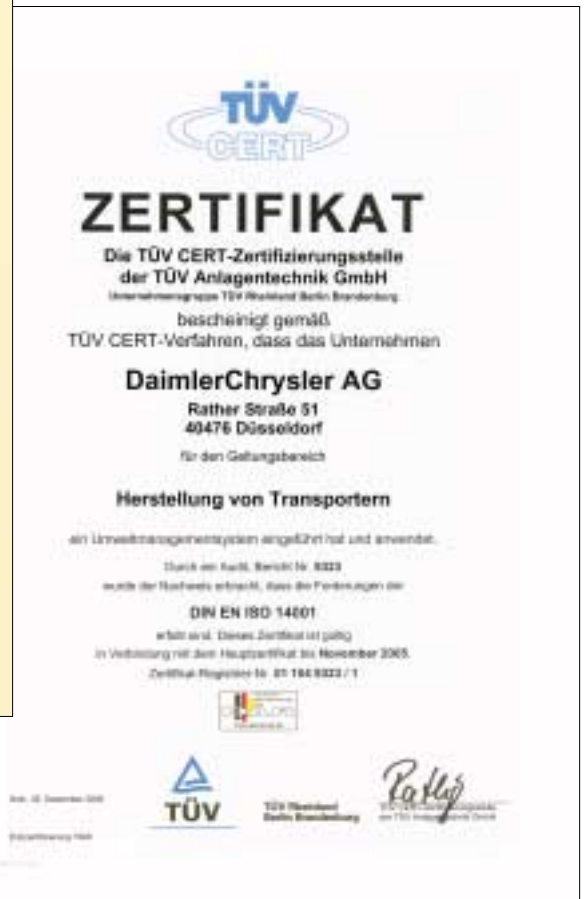 TÜV
CERT
ZERTIFIKAT
Die TÜV CERT-Zertifizierungsstelle
der TÜV Anlagentechnik GmbH
Unternehmensgruppe TÜV Rheinland Berlin Brandenburg
bescheinigt gemäß
TÜV CERT-Verfahren, dass das Unternehmen
DaimlerChrysler AG
Rather Straße 51
40476 Düsseldorf
für den Geltungsbereich
Herstellung von Transportern
ein Umweltmanagementsystem eingeführt hat und anwendet.
Durch ein Audit, Bericht Nr. 9323
wurde der Nachweis erbracht, dass die Forderungen der
DIN EN ISO 14001
erfüllt sind. Dieses Zertifikat ist gültig
in Verbindung mit dem Hauptzertifikat bis November 2005.
Zertifikat-Registrier-Nr. 01 104 9323 / 1
TÜV
TÜV Rheinland
Berlin Brandenburg